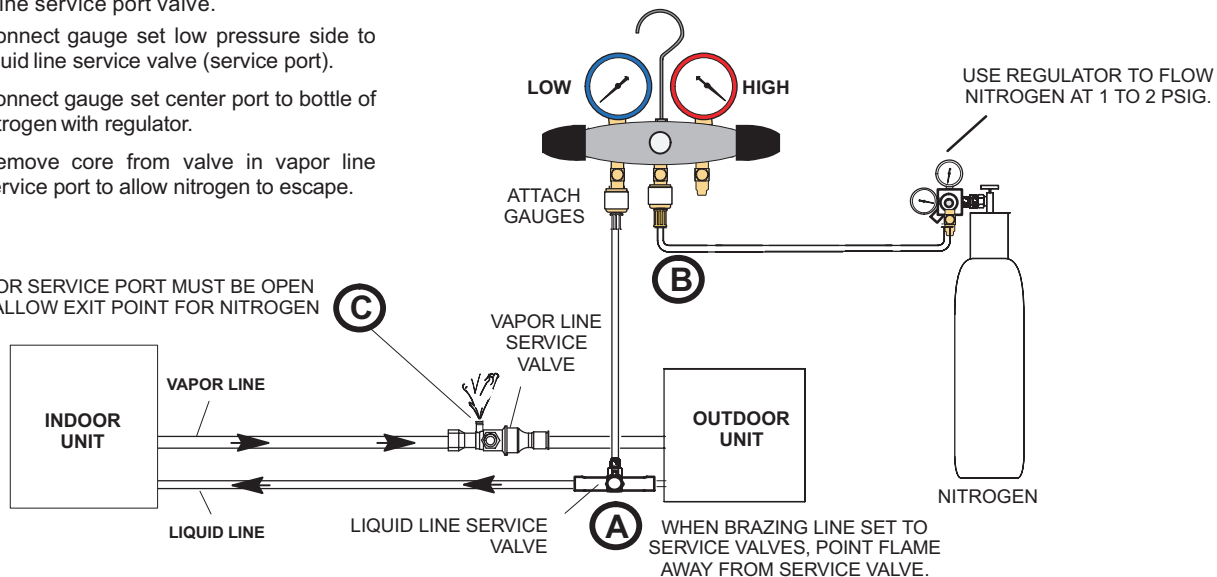 ine service port valve.
onnect gauge set low pressure side to
uid line service valve (service port).
onnect gauge set center port to bottle of
trogen with regulator.
emove core from valve in vapor line
ervice port to allow nitrogen to escape.
LOW
HIGH
USE REGULATOR TO FLOW
NITROGEN AT 1 TO 2 PSIG.
ATTACH
GAUGES
B
OR SERVICE PORT MUST BE OPEN
ALLOW EXIT POINT FOR NITROGEN
C
VAPOR LINE
SERVICE
VALVE
VAPOR LINE
INDOOR
UNIT
OUTDOOR
UNIT
NITROGEN
LIQUID LINE
LIQUID LINE SERVICE
VALVE
A
WHEN BRAZING LINE SET TO
SERVICE VALVES, POINT FLAME
AWAY FROM SERVICE VALVE.